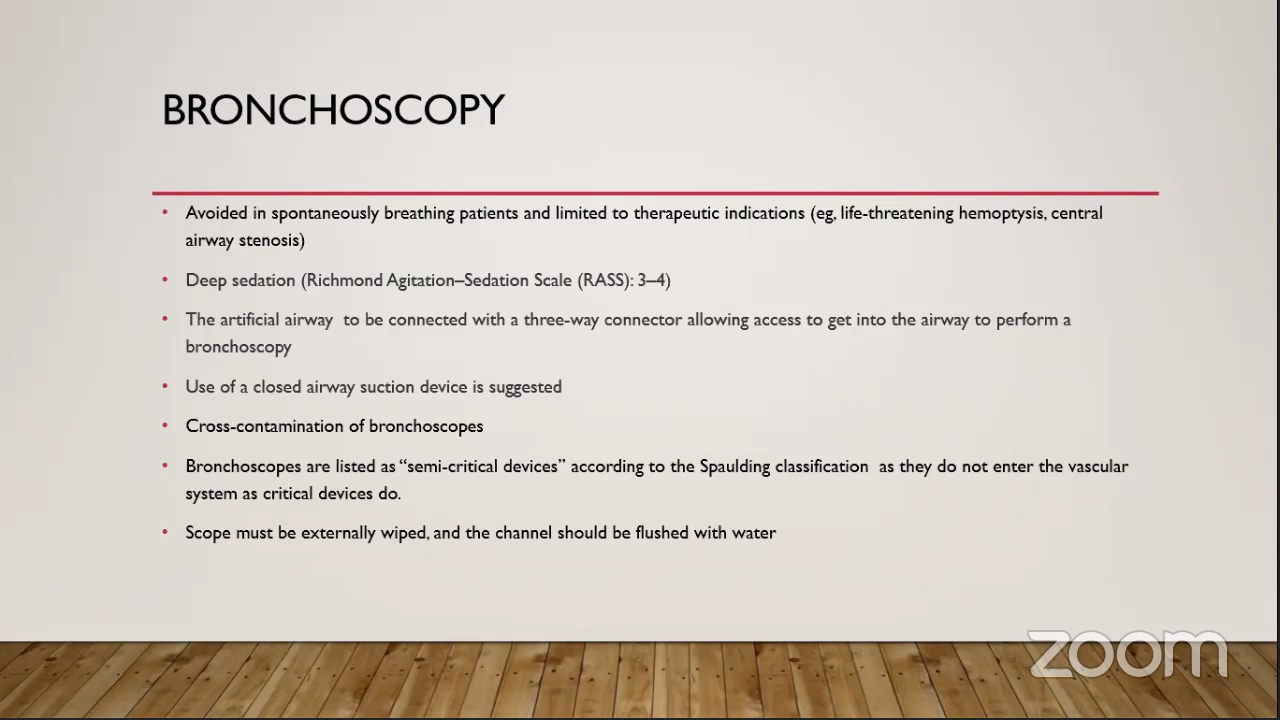 BRONCHOSCOPY
• Avoided in spontaneously breathing patients and limited to therapeutic indications (eg, life-threatening hemoptysis, central
airway stenosis)
• Deep sedation (Richmond Agitation–Sedation Scale (RASS): 3–4)
• The artificial airway  to be connected with a three-way connector allowing access to get into the airway to perform a
bronchoscopy
• Use of a closed airway suction device is suggested
• Cross-contamination of bronchoscopes
• Bronchoscopes are listed as “semi-critical devices” according to the Spaulding classification  as they do not enter the vascular
system as critical devices do.
• Scope must be externally wiped, and the channel should be flushed with water
zoom